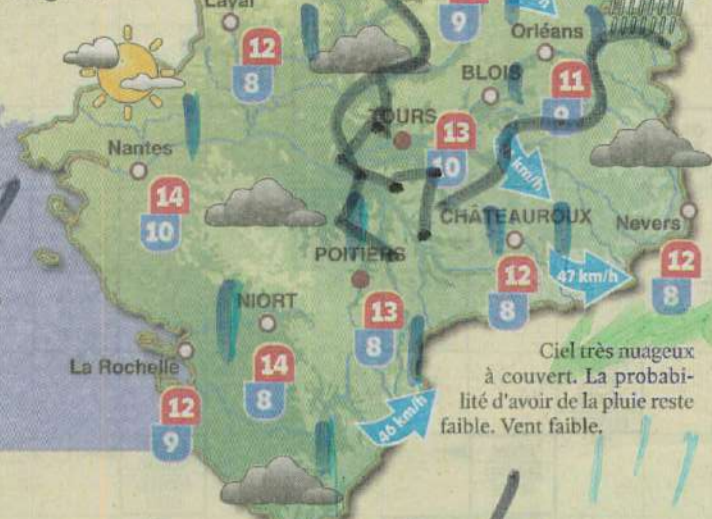 Laval
12
8
9
Orléans
BLOIS
11
9
TOURS
13
10
Nantes
14
10
km/h
CHÂTEAUROUX
Nevers
12
8
POITIERS
12
8
47 km/h
NIORT
13
8
La Rochelle
14
8
12
9
46 km/h
Ciel très nuageux
à couvert. La probabi-
lité d'avoir de la pluie reste
faible. Vent faible.